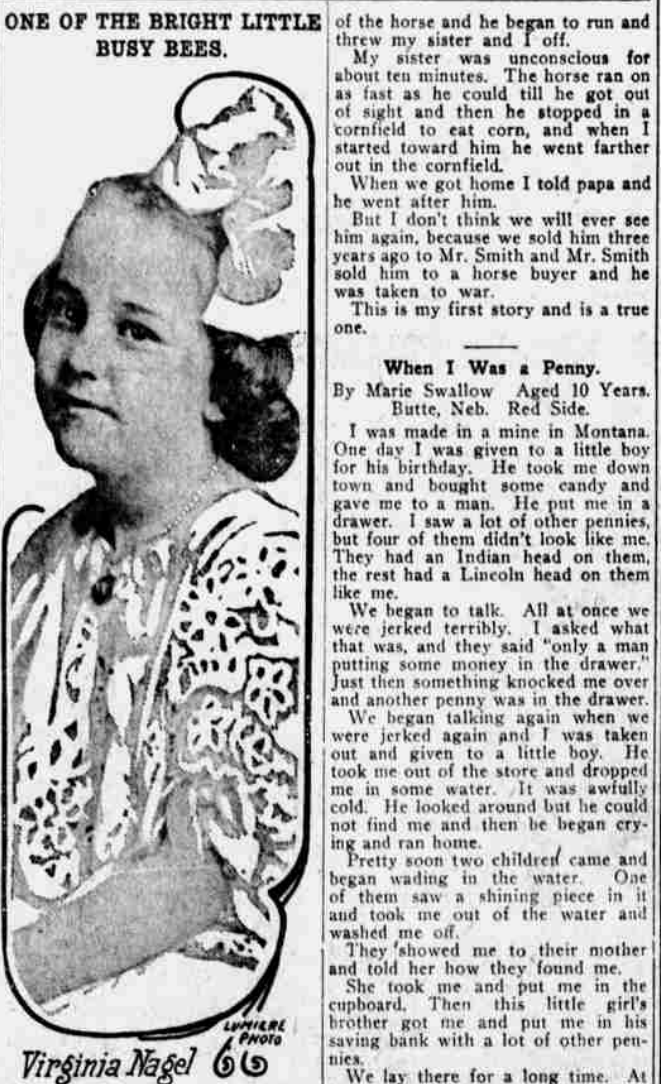 ONE OF THE BRIGHT LITTLE
BUSY BEES.
LUMIERE
PHOTO
Virginia Nagel
of the horse and he began to run and
threw my sister and I off.
My sister was unconscious for
about ten minutes. The horse ran on
as fast as he could till he got out
of sight and then he stopped in a
cornfield to eat corn, and when I
started toward him he went farther
out in the cornfield.
When we got home I told papa and
he went after him.
But I don't think we will ever see
him again, because we sold him three
years ago to Mr. Smith and Mr. Smith
sold him to a horse buyer and he
was taken to war.
This is my first story and is a true
one.
When I Was a Penny.
By Marie Swallow Aged 10 Years.
Butte, Neb. Red Side.
I was made in a mine in Montana.
One day I was given to a little boy
for his birthday. He took me down
town and bought some candy and
gave me to a man. He put me in a
drawer. I saw a lot of other pennies,
but four of them didn't look like me.
They had an Indian head on them,
the rest had a Lincoln head on them
like me.
We began to talk. All at once we
were jerked terribly. I asked what
that was, and they said "only a man
putting some money in the drawer."
Just then something knocked me over
and another penny was in the drawer.
We began talking again when we
were jerked again and I was taken
out and given to a little boy. He
took me out of the store and dropped
me in some water. It was awfully
cold. He looked around but he could
not find me and then he began cry-
ing and ran home.
Pretty soon two children came and
began wading in the water. One
of them saw a shining piece in it
and took me out of the water and
washed me off.
They showed me to their mother
and told her how they found me.
She took me and put me in the
cupboard. Then this little girl's
brother got me and put me in his
saving bank with a lot of other pen-
nies.
We lay there for a long time. At